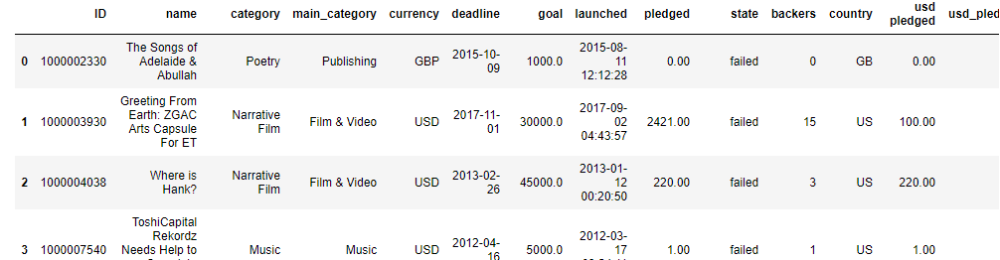 ID name category main_category currency deadline goal launched pledged state backers country usd pledged usd_pled
0 1000002330 The Songs of Adelaide & Abullah Poetry Publishing GBP 2015-10-09 1000.0 2015-08-11 12:12:28 0.00 failed 0 GB 0.00
1 1000003930 Greeting From Earth: ZGAC Arts Capsule For ET Narrative Film Film & Video USD 2017-11-01 30000.0 2017-09-02 04:43:57 2421.00 failed 15 US 100.00
2 1000004038 Where is Hank? Narrative Film Film & Video USD 2013-02-26 45000.0 2013-01-12 00:20:50 220.00 failed 3 US 220.00
3 1000007540 ToshiCapital Rekordz Needs Help to Music Music USD 2012-04-16 5000.0 2012-03-17 1.00 failed 1 US 1.00